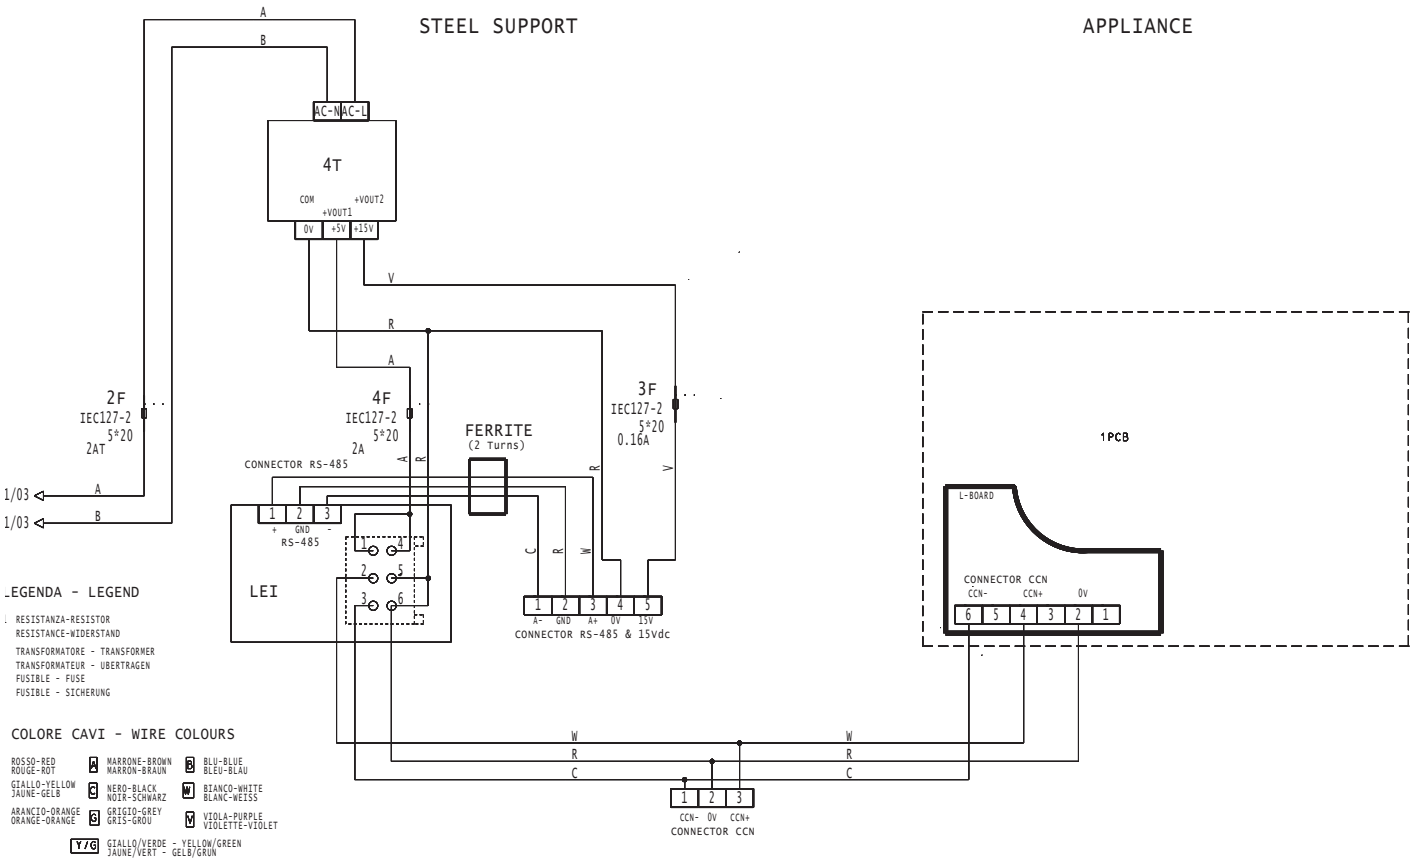 STEEL SUPPORT
APPLIANCE
A
B
AC-N AC-L
4T
COM
+VOUT2
+VOUT1
0V +5V +15V
V
R
A
2F
IEC127-2
5*20
2AT
4F
IEC127-2
5*20
2A
3F
IEC127-2
5*20
0.16A
FERRITE
(2 Turns)
CONNECTOR RS-485
A
R
R
V
1PCB
1/03
A
1/03
B
1 2 3
+ GND -
RS-485
LEI
1 4
2 5
3 6
C
R
W
1 2 3 4 5
A- GND A+ 0V 15V
CONNECTOR RS-485 & 15Vdc
L-BOARD
CONNECTOR CCN
CCN- CCN+ 0V
6 5 4 3 2 1
LEGENDA - LEGEND
RESISTANZA-RESISTOR
RESISTANCE-WIDERSTAND
TRANSFORMATORE - TRANSFORMER
TRANSFORMATEUR - UBERTRAGEN
FUSIBLE - FUSE
FUSIBLE - SICHERUNG
W W
R R
C C
1 2 3
CCN- 0V CCN+
CONNECTOR CCN
COLORE CAVI - WIRE COLOURS
ROSSO-RED
ROUGE-ROT
A MARRONE-BROWN
MARRON-BRAUN
B BLU-BLUE
BLEU-BLAU
GIALLO-YELLOW
JAUNE-GELB
C NERO-BLACK
NOIR-SCHWARZ
W BIANCO-WHITE
BLANC-WEISS
ARANCIO-ORANGE
ORANGE-ORANGE
G GRIGIO-GREY
GRIS-GROU
V VIOLA-PURPLE
VIOLETTE-VIOLET
Y/G GIALLO/VERDE - YELLOW/GREEN
JAUNE/VERT - GELB/GRUN